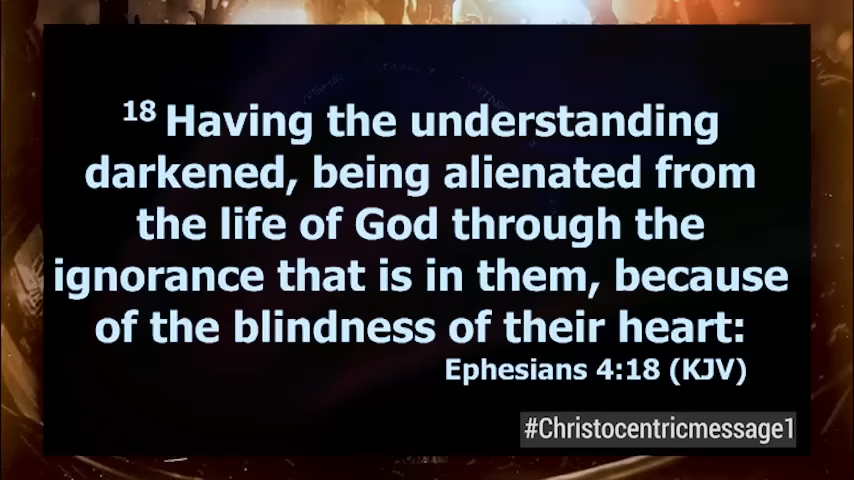 18 Having the understanding
darkened, being alienated from
the life of God through the
ignorance that is in them, because
of the blindness of their heart:
Ephesians 4:18 (KJV)
#Christocentricmessage1